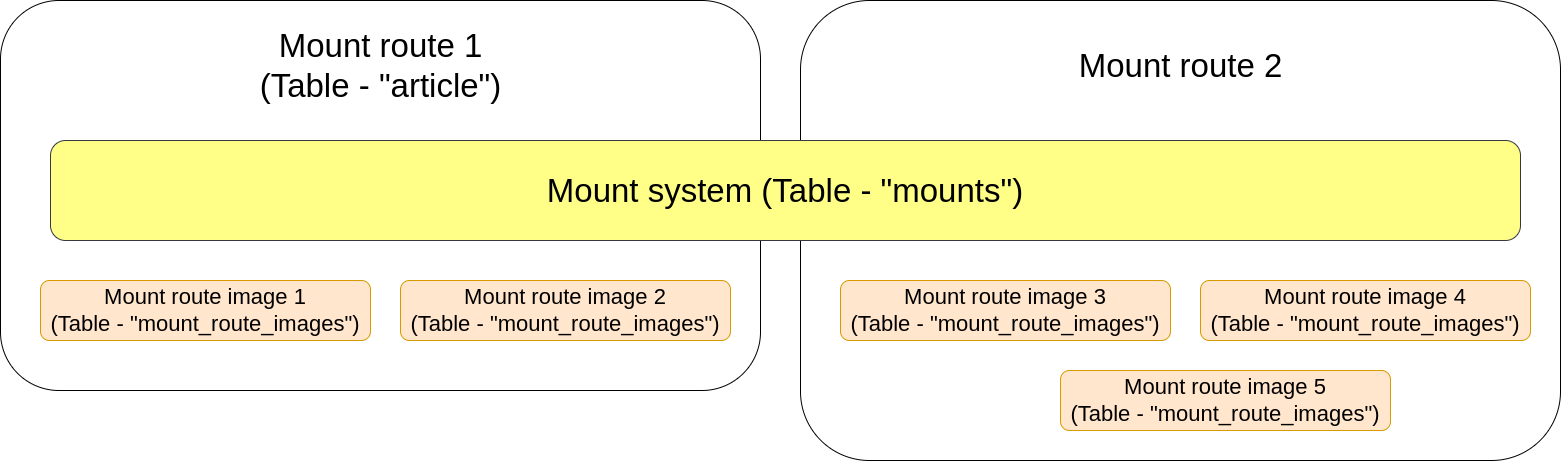 Mount route 1
(Table - "article")
Mount route 2
Mount system (Table - "mounts")
Mount route image 1
(Table - "mount_route_images")
Mount route image 2
(Table - "mount_route_images")
Mount route image 3
(Table - "mount_route_images")
Mount route image 4
(Table - "mount_route_images")
Mount route image 5
(Table - "mount_route_images")